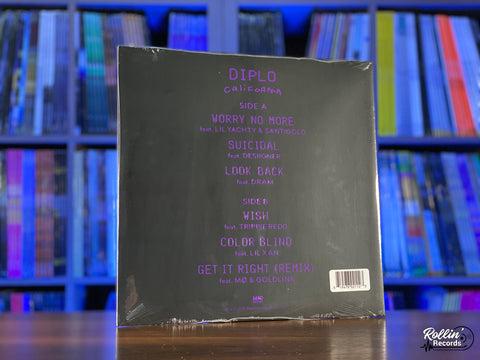 DIPLO
California
SIDE A
WORRY NO MORE
feat. LIL YACHTY & SANTIGOLD
SUICIDAL
feat. DESIIGNER
LOOK BACK
feat. DRAM
SIDE B
WISH
feat. TRIPPIE REDD
COLOR BLIND
feat. LIL XAN
GET IT RIGHT (REMIX)
feat. MØ & GOLDLINK
Rollin'
Records